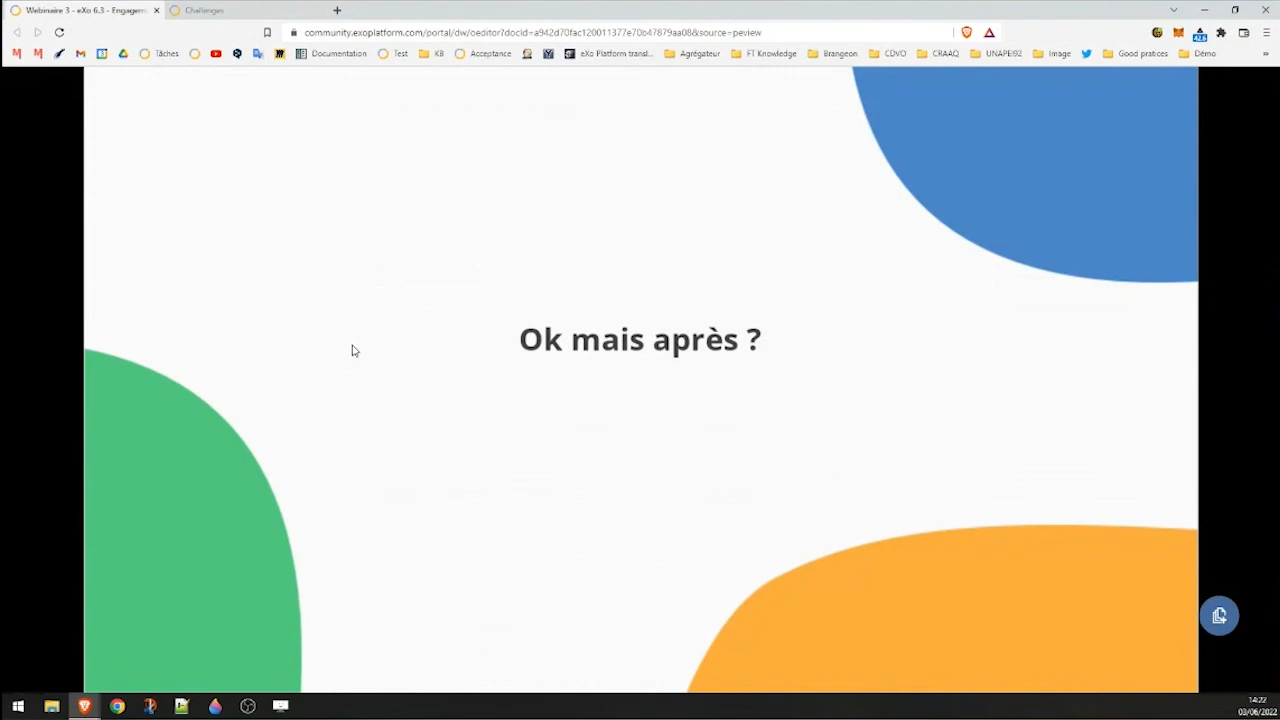 Webinaire 3 - eXo 6.3 - Engagem
Challenges
community.exoplatform.com/portal/dw/oeditor?docId=a942d70fac120011377e70b47879aa08&source=peview
Tâches
Documentation
Test
KB
Acceptance
eXo Platform transl...
Agrégateur
FT Knowledge
Brangeon
CDVO
CRAAQ
UNAPEI92
Image
Good pratices
Démo
»
Ok mais après ?
14:22
03/06/2022